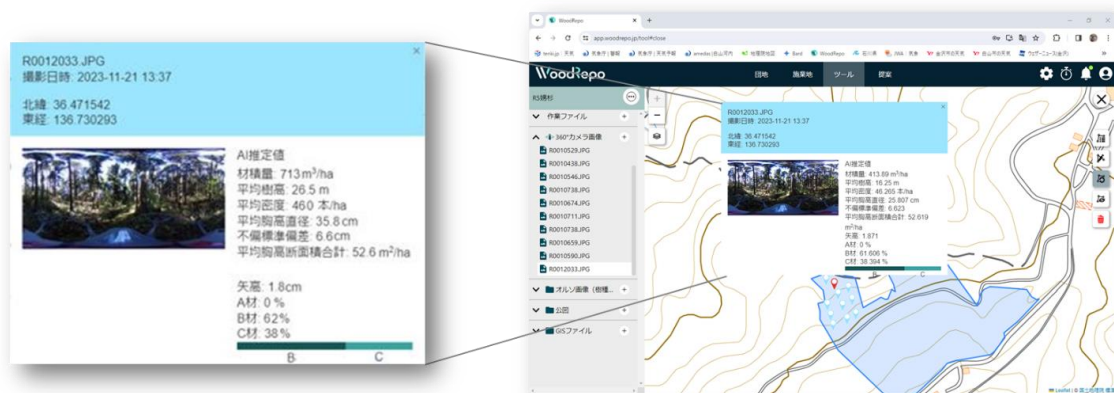 R0012033.JPG
撮影日時: 2023-11-21 13:37
北緯: 36.471542
東経: 136.730293
AI推定値
材積量: 713 m³/ha
平均樹高: 26.5 m
平均密度: 460 本/ha
平均胸高直径: 35.8 cm
不偏標準偏差: 6.6cm
平均胸高断面積合計: 52.6 m²/ha
矢高: 1.8cm
A材: 0 %
B材: 62%
C材: 38 %
B C
WoodRepo
app.woodrepo.jp/tool#close
WoodRepo
団地 施業地 ツール 提案
R5横杉
作業ファイル
360°カメラ画像
R0010529.JPG
R0010438.JPG
R0010546.JPG
R0010738.JPG
R0010674.JPG
R0010711.JPG
R0010738.JPG
R0010659.JPG
R0010590.JPG
R0012033.JPG
オルソ画像（樹種...
公図
GISファイル
R0012033.JPG
撮影日時: 2023-11-21 13:37
北緯: 36.471542
東経: 136.730293
AI推定値
材積量: 413.69 m³/ha
平均樹高: 16.25 m
平均密度: 46.265 本/ha
平均胸高直径: 25.807 cm
不偏標準偏差: 6.623
平均胸高断面積合計: 52.619
m²/ha
矢高: 1.871
A材: 0 %
B材: 61.606 %
C材: 38.394 %
B C